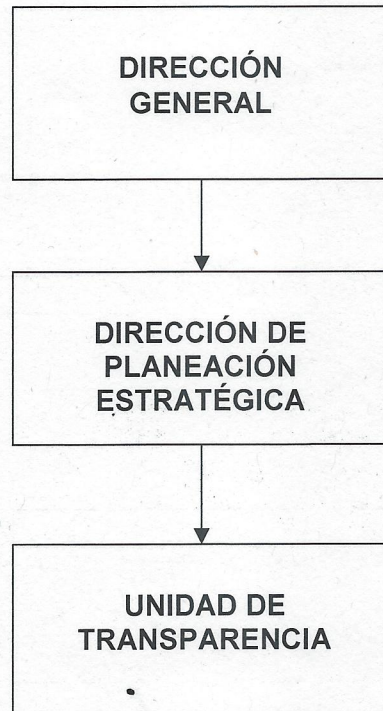 DIRECCIÓN
GENERAL
DIRECCIÓN DE
PLANEACIÓN
ESTRATÉGICA
UNIDAD DE
TRANSPARENCIA